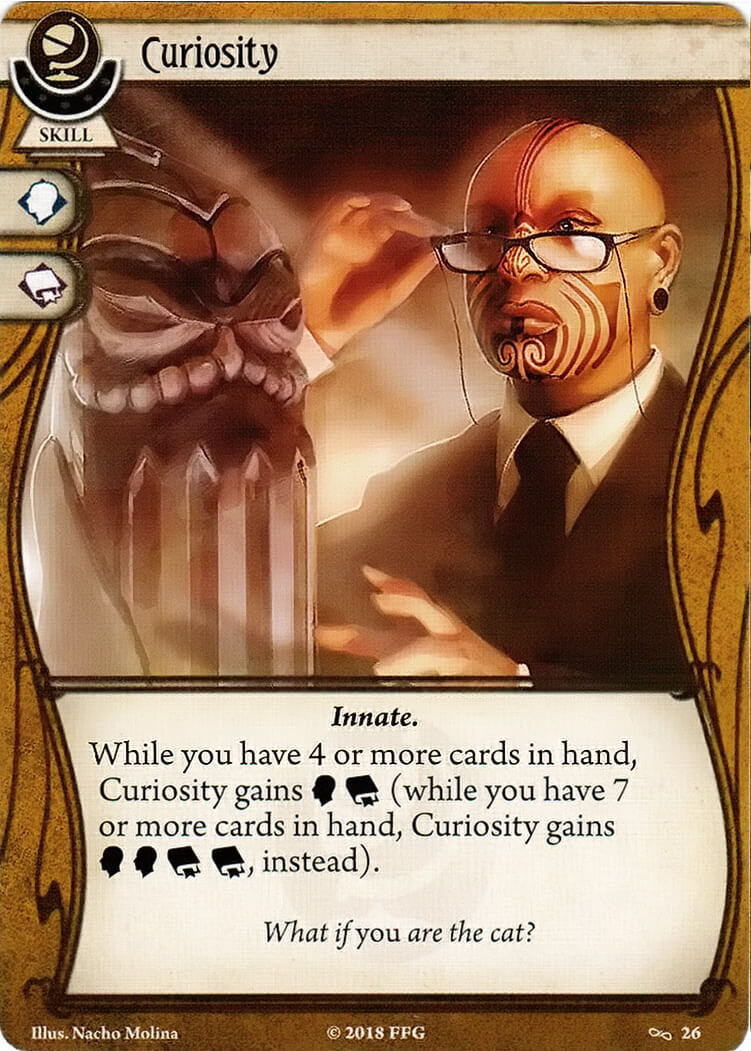 Curiosity
SKILL
Innate.
While you have 4 or more cards in hand,
Curiosity gains (while you have 7
or more cards in hand, Curiosity gains
, instead).
What if you are the cat?
Illus. Nacho Molina
© 2018 FFG
26